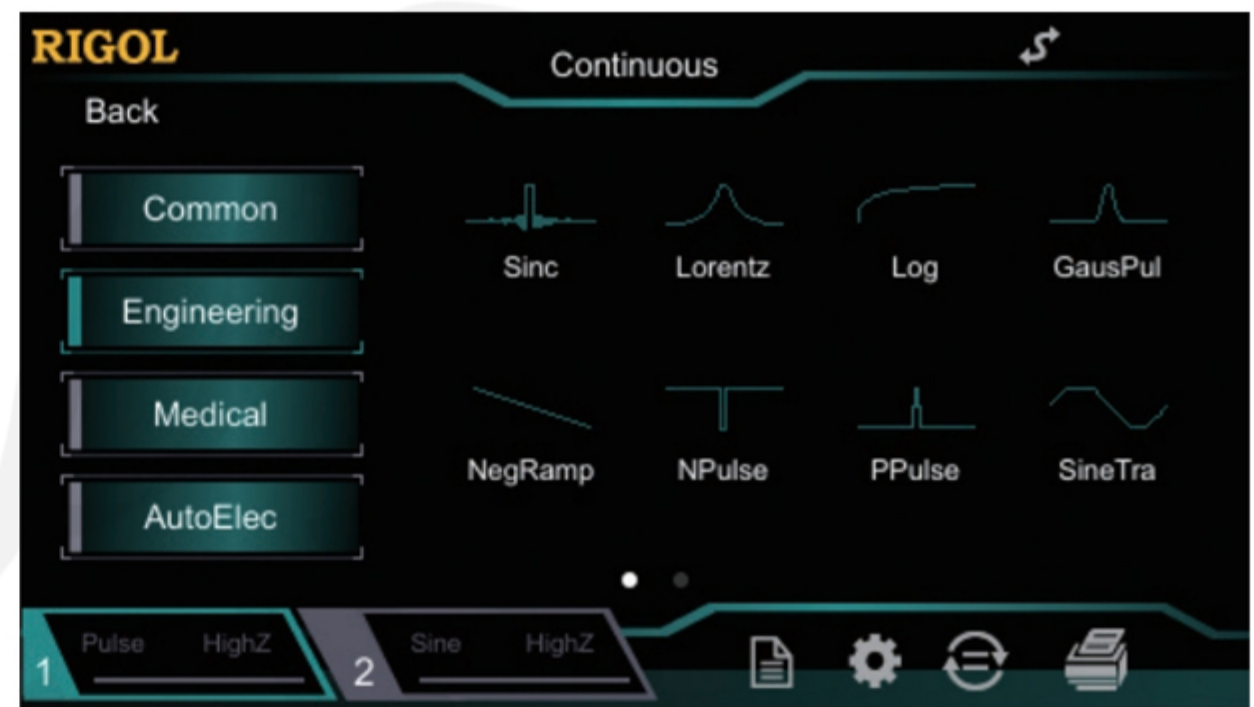 RIGOL
Continuous
Back
Common
Engineering
Medical
AutoElec
Sinc Lorentz Log GausPul
NegRamp NPulse PPulse SineTra
1 Pulse HighZ
2 Sine HighZ